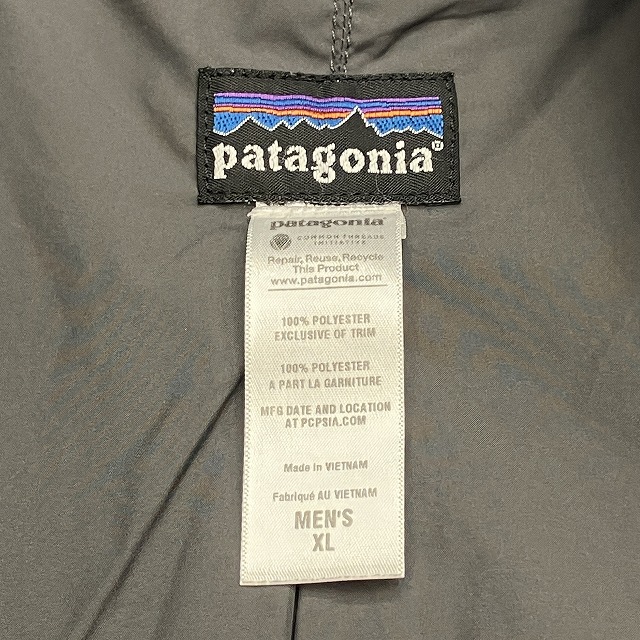 patagonia®
patagonia
COMMON THREADS
INITIATIVE
Repair, Reuse, Recycle
This Product
www.patagonia.com
100% POLYESTER
EXCLUSIVE OF TRIM
100% POLYESTER
A PART LA GARNITURE
MFG DATE AND LOCATION
AT PCPSIA.COM
Made in VIETNAM
Fabriqué AU VIETNAM
MEN'S
XL